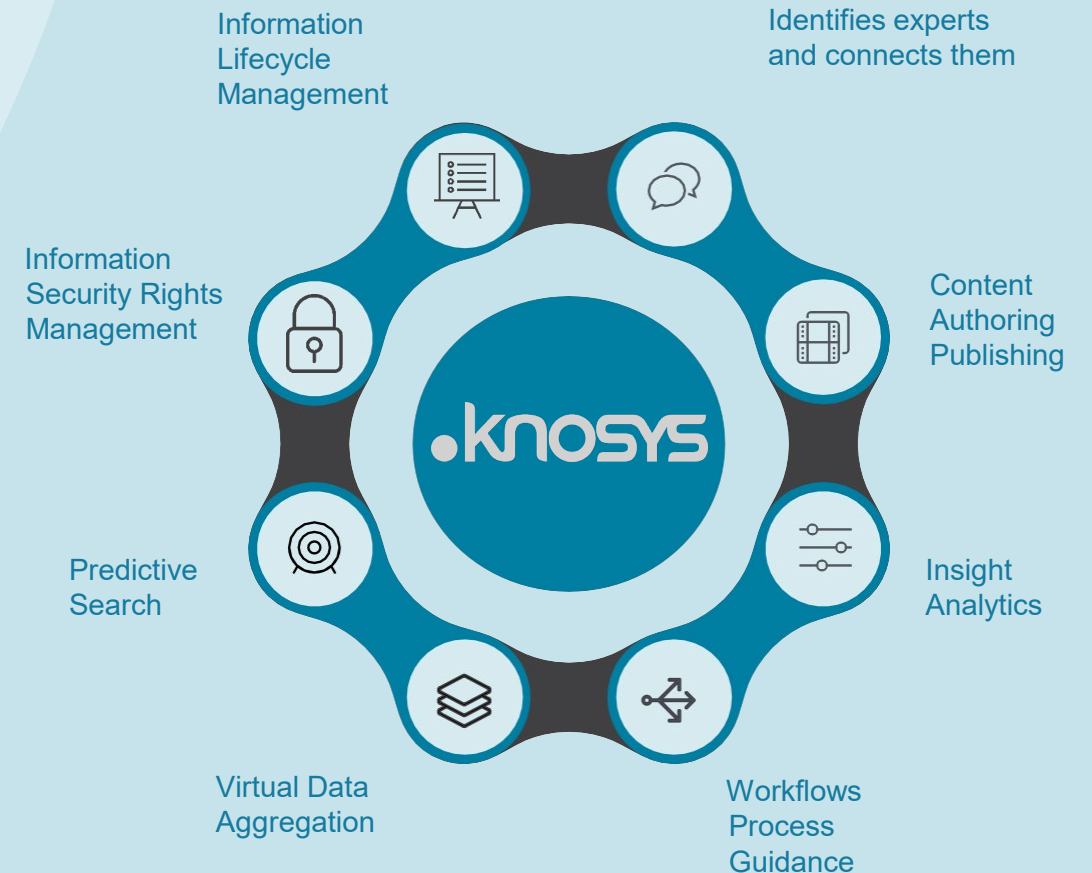 Information
Lifecycle
Management
Identifies experts
and connects them
Information
Security Rights
Management
Content
Authoring
Publishing
.knosys
Predictive
Search
Insight
Analytics
Virtual Data
Aggregation
Workflows
Process
Guidance